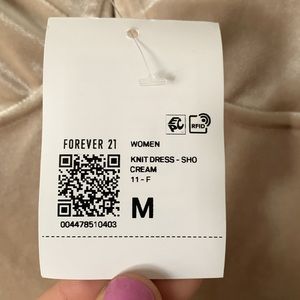 RFID
FOREVER 21
WOMEN
KNIT DRESS - SHO
CREAM
11 - F
M
004478510403